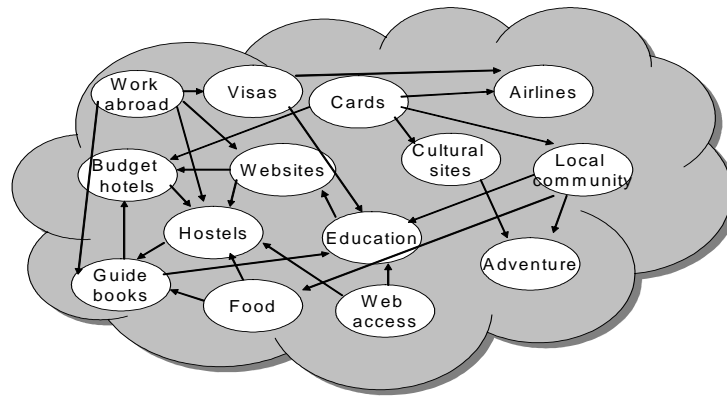 Work
abroad
Visas
Cards
Airlines
Budget
hotels
Websites
Cultural
sites
Local
community
Hostels
Education
Adventure
Guide
books
Food
Web
access